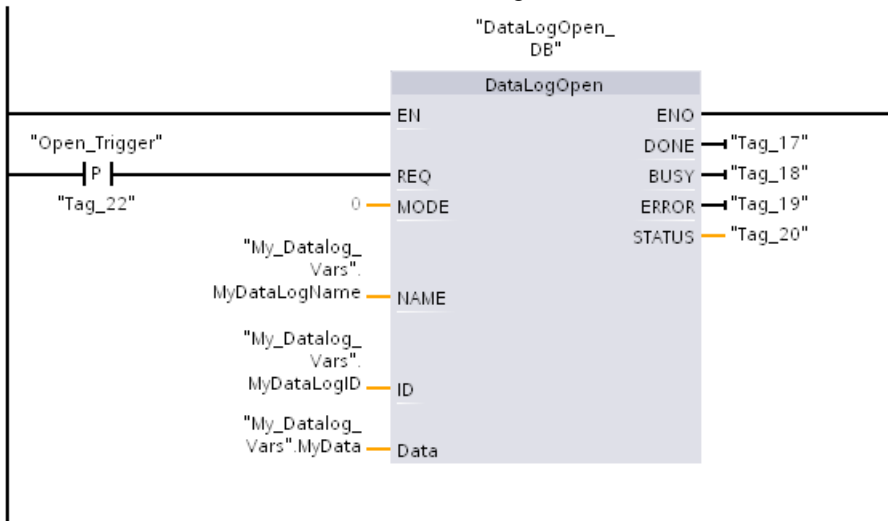 "DataLogOpen_
DB"
DataLogOpen
EN
ENO
"Open_Trigger"
DONE
"Tag_17"
P
REQ
BUSY
"Tag_18"
"Tag_22"
0
MODE
ERROR
"Tag_19"
STATUS
"Tag_20"
"My_Datalog_
Vars".
MyDataLogName
NAME
"My_Datalog_
Vars".
MyDataLogID
ID
"My_Datalog_
Vars".MyData
Data